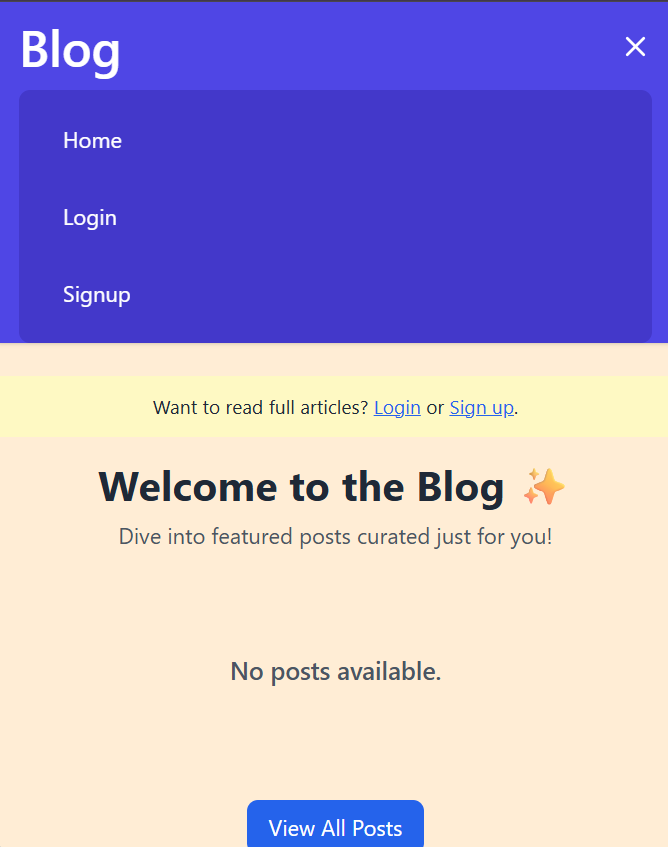 Blog
Home
Login
Signup
Want to read full articles? Login or Sign up.
Welcome to the Blog ✨
Dive into featured posts curated just for you!
No posts available.
View All Posts